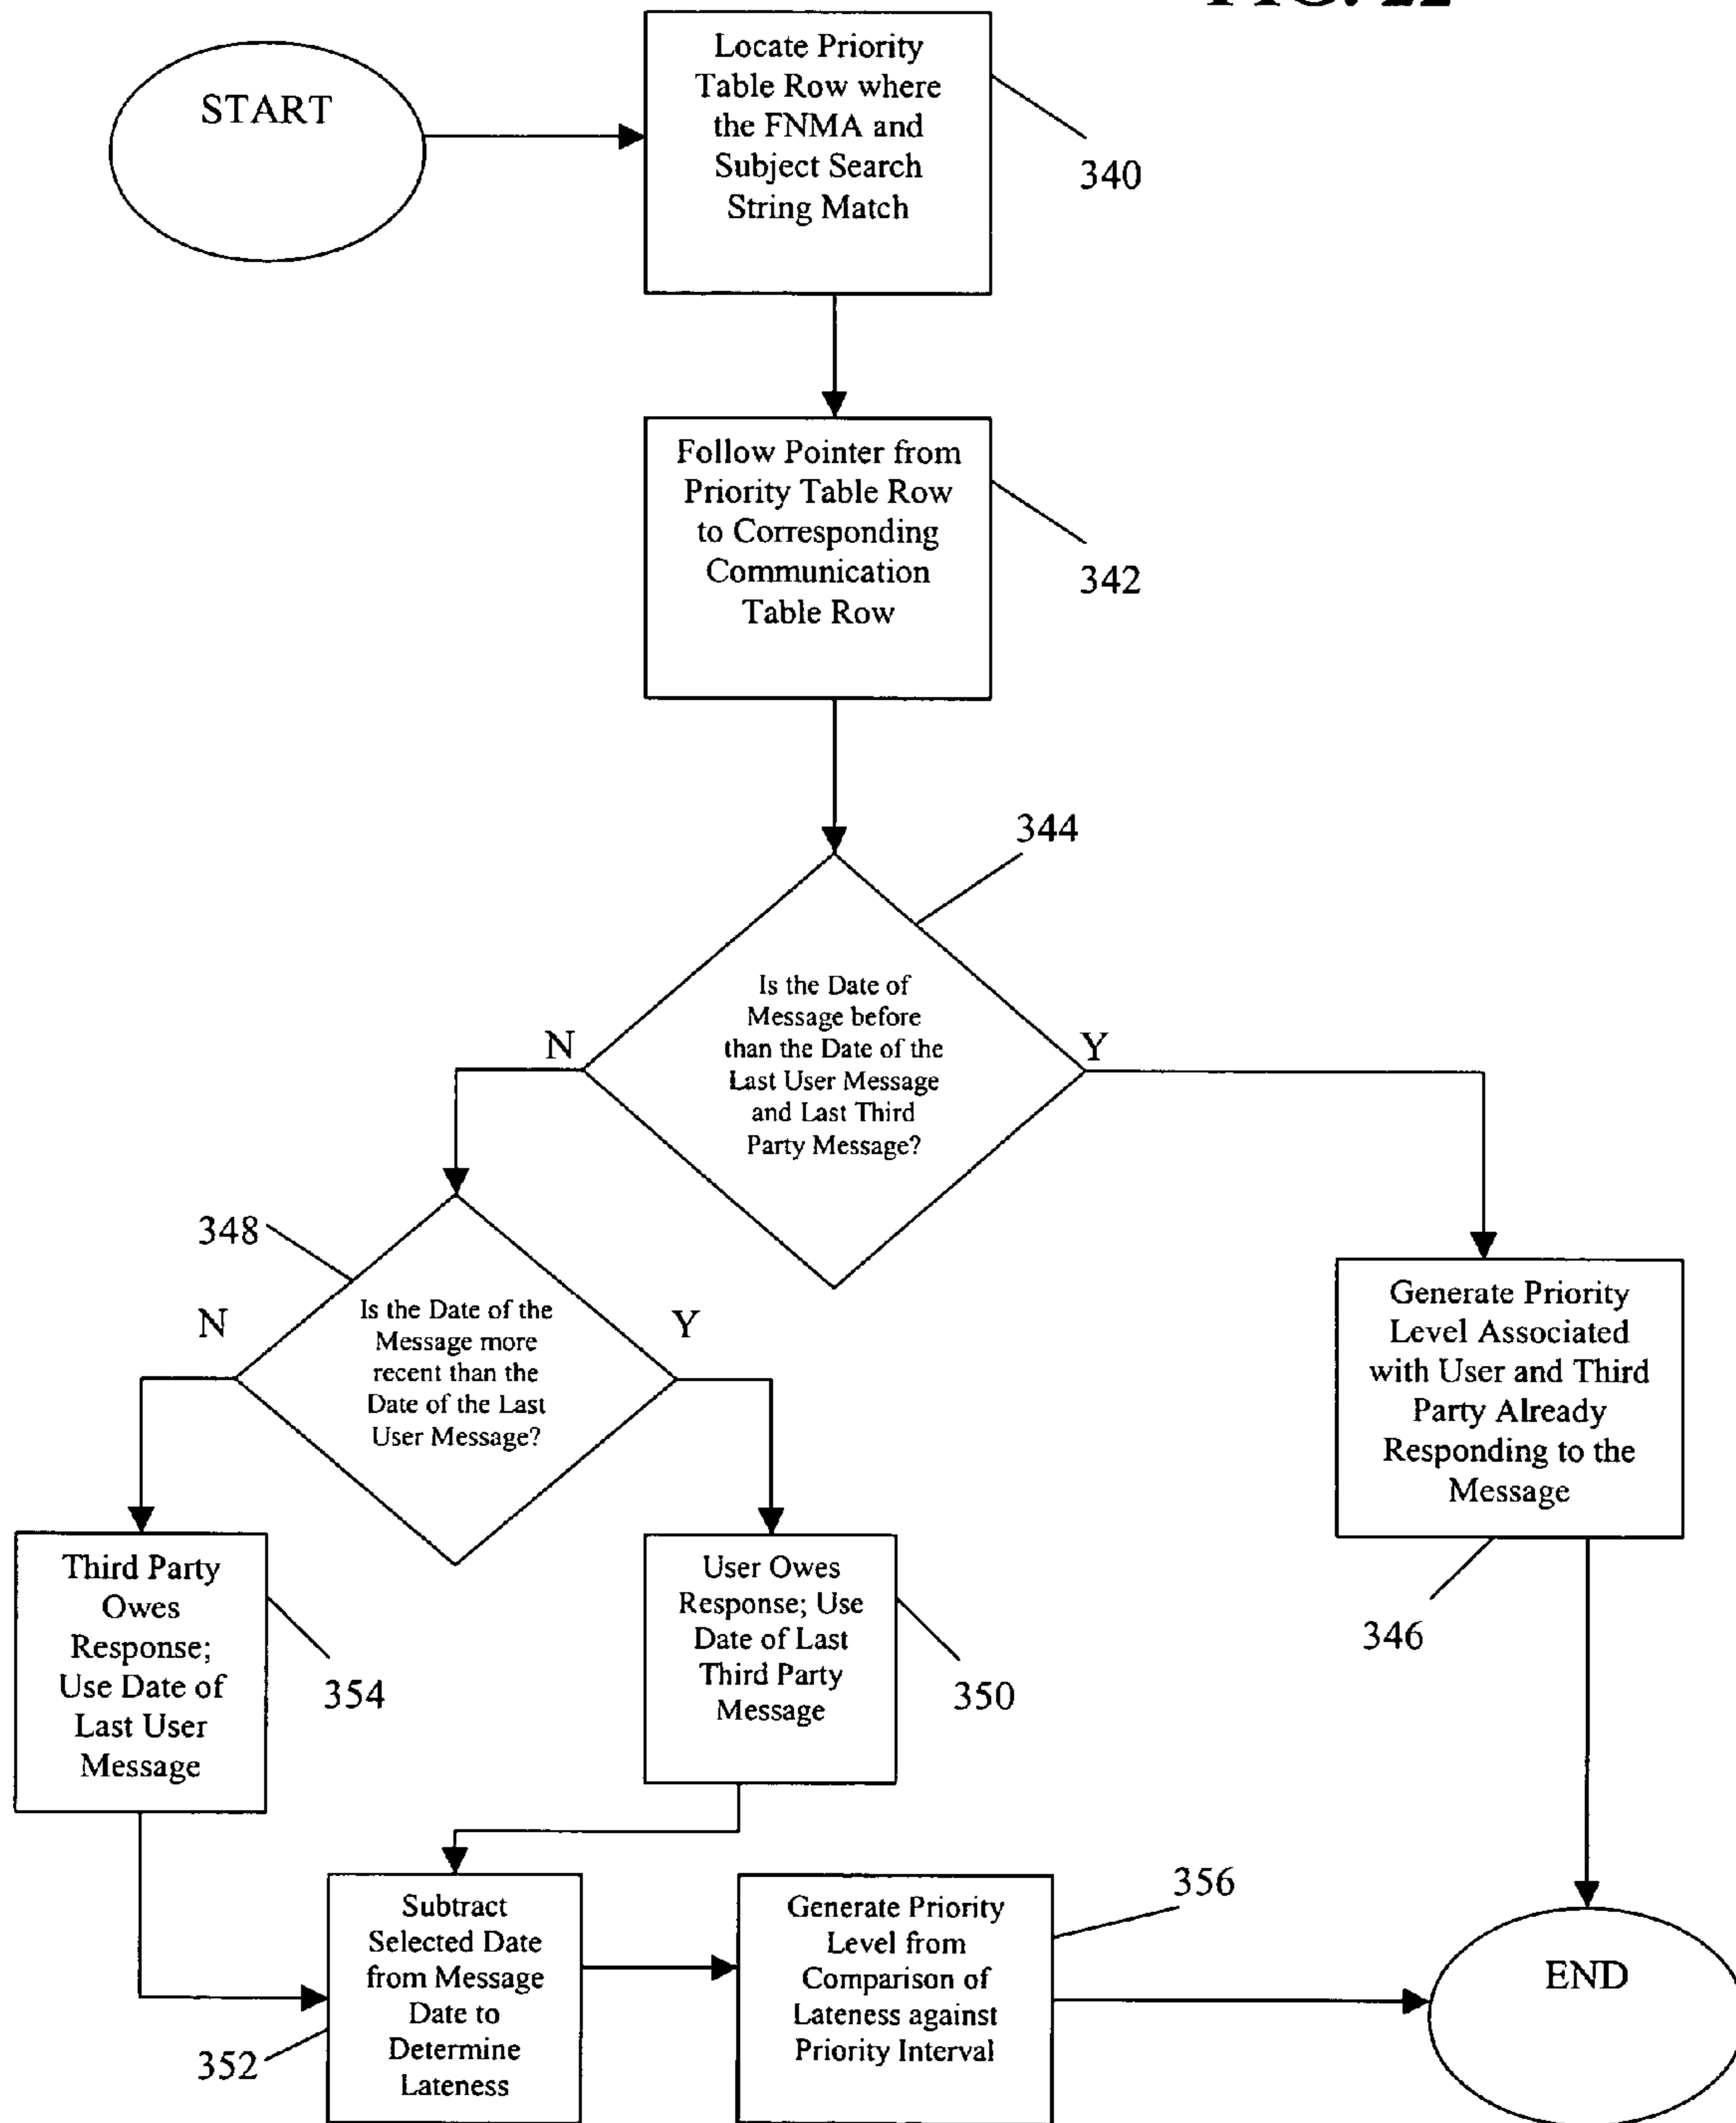 START
Locate Priority
Table Row where
the FNMA and
Subject Search
String Match
340
Follow Pointer from
Priority Table Row
to Corresponding
Communication
Table Row
342
344
Is the Date of
Message before
than the Date of the
Last User Message
and Last Third
Party Message?
N
Y
348
Is the Date of the
Message more
recent than the
Date of the Last
User Message?
N
Y
Generate Priority
Level Associated
with User and Third
Party Already
Responding to the
Message
346
Third Party
Owes
Response;
Use Date of
Last User
Message
354
User Owes
Response; Use
Date of Last
Third Party
Message
350
Subtract
Selected Date
from Message
Date to
Determine
Lateness
352
Generate Priority
Level from
Comparison of
Lateness against
Priority Interval
356
END